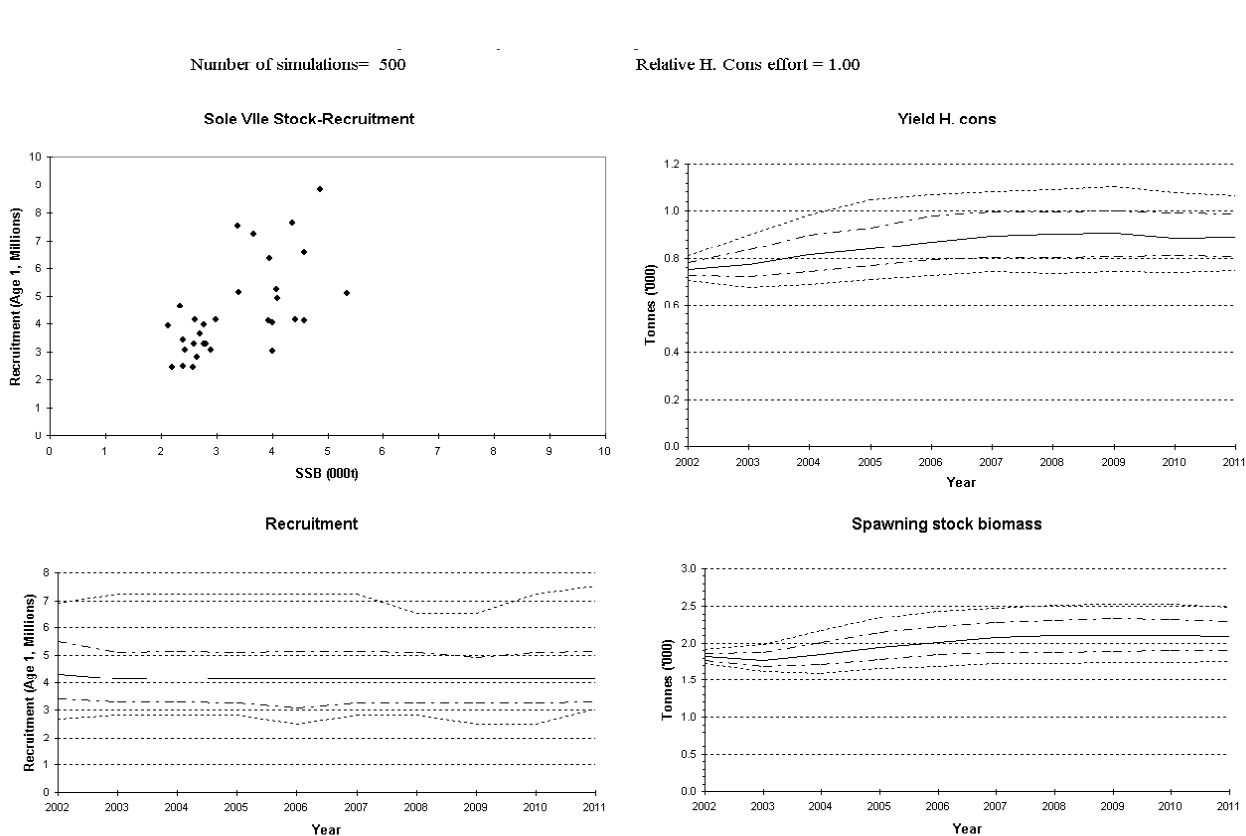 Number of simulations= 500 Relative H. Cons effort = 1.00
Sole VIIe Stock-Recruitment
Recruitment (Age 1, Millions)
10
9
8
7
6
5
4
3
2
1
0
0 1 2 3 4 5 6 7 8 9 10
SSB (000t)
Yield H. cons
Tonnes ('000)
1.2
1.0
0.8
0.6
0.4
0.2
0.0
2002 2003 2004 2005 2006 2007 2008 2009 2010 2011
Year
Recruitment
Recruitment (Age 1, Millions)
8
7
6
5
4
3
2
1
0
2002 2003 2004 2005 2006 2007 2008 2009 2010 2011
Year
Spawning stock biomass
Tonnes ('000)
3.0
2.5
2.0
1.5
1.0
0.5
0.0
2002 2003 2004 2005 2006 2007 2008 2009 2010 2011
Year